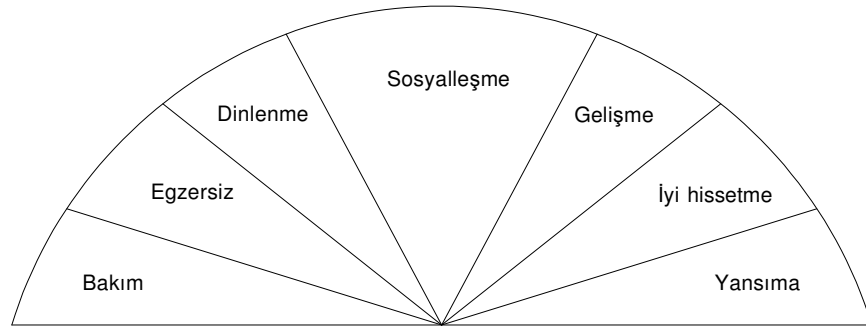 Bakım
Egzersiz
Dinlenme
Sosyalleşme
Gelişme
İyi hissetme
Yansıma